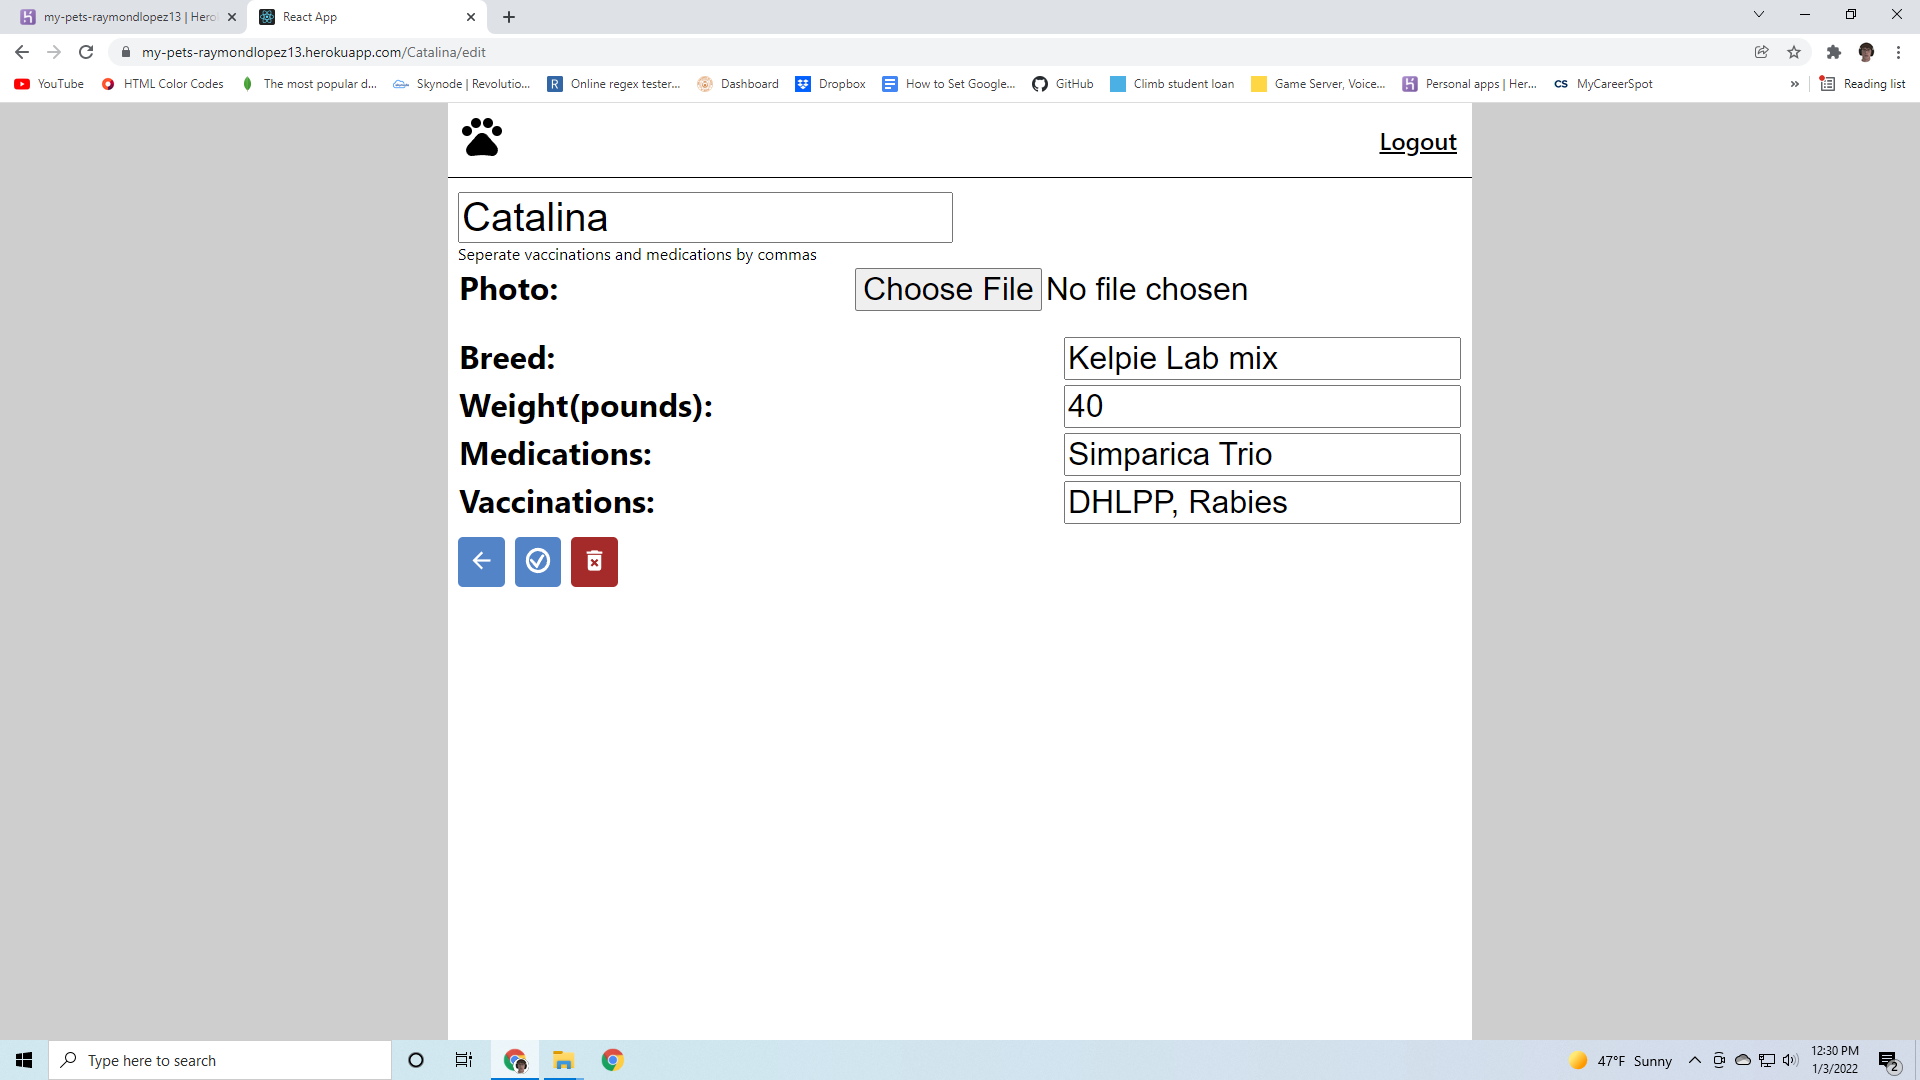 my-pets-raymondlopez13 | Hero
React App
my-pets-raymondlopez13.herokuapp.com/Catalina/edit
YouTube HTML Color Codes The most popular d... Skynode | Revolutio... R Online regex tester... Dashboard Dropbox How to Set Google... GitHub Climb student loan Game Server, Voice... Personal apps | Her... CS MyCareerSpot » Reading list
Logout
Catalina
Seperate vaccinations and medications by commas
Photo: Choose File No file chosen
Breed: Kelpie Lab mix
Weight(pounds): 40
Medications: Simparica Trio
Vaccinations: DHLPP, Rabies
Type here to search
47°F Sunny
12:30 PM
1/3/2022
2